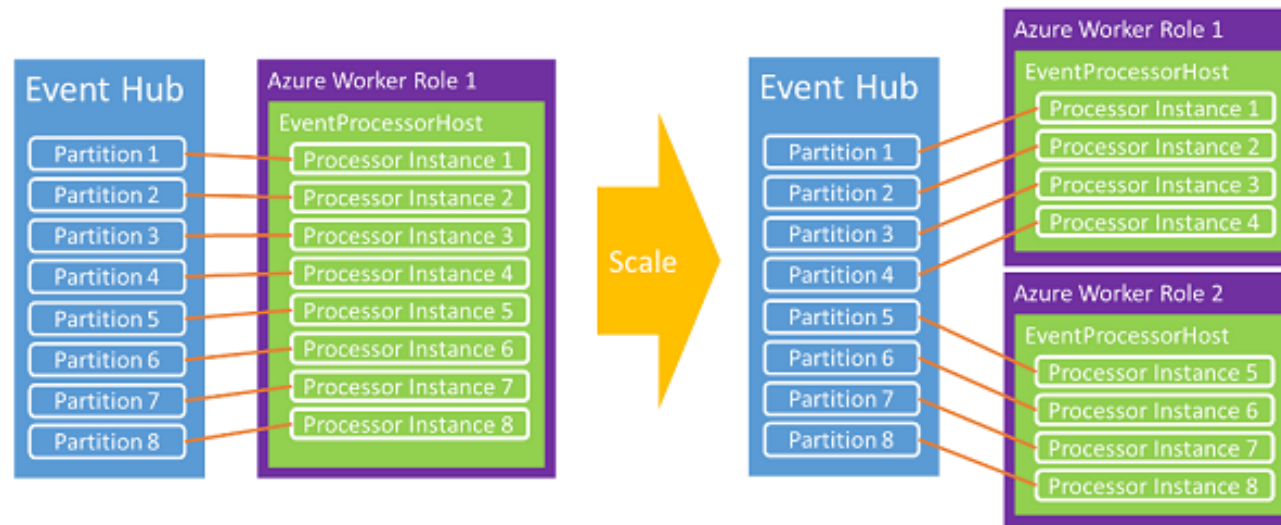 Event Hub
Partition 1
Partition 2
Partition 3
Partition 4
Partition 5
Partition 6
Partition 7
Partition 8
Azure Worker Role 1
EventProcessorHost
Processor Instance 1
Processor Instance 2
Processor Instance 3
Processor Instance 4
Processor Instance 5
Processor Instance 6
Processor Instance 7
Processor Instance 8
Scale
Event Hub
Partition 1
Partition 2
Partition 3
Partition 4
Partition 5
Partition 6
Partition 7
Partition 8
Azure Worker Role 1
EventProcessorHost
Processor Instance 1
Processor Instance 2
Processor Instance 3
Processor Instance 4
Azure Worker Role 2
EventProcessorHost
Processor Instance 5
Processor Instance 6
Processor Instance 7
Processor Instance 8